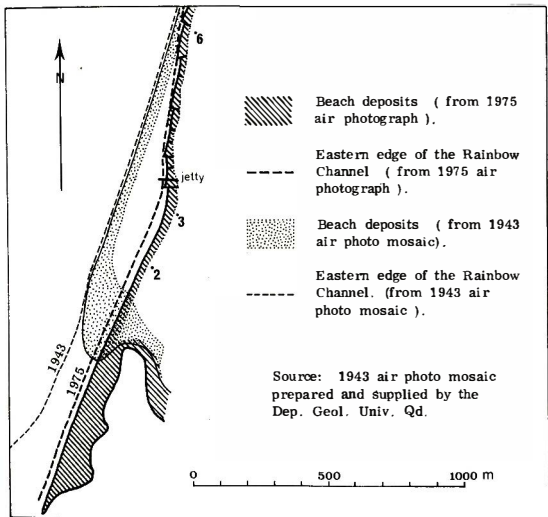 N
6
jetty
3
2
1943
1975
Beach deposits ( from 1975
air photograph ).
Eastern edge of the Rainbow
Channel ( from 1975 air
photograph ).
Beach deposits ( from 1943
air photo mosaic).
Eastern edge of the Rainbow
Channel. (from 1943 air
photo mosaic ).
Source: 1943 air photo mosaic
prepared and supplied by the
Dep. Geol. Univ. Qd.
0 500 1000 m